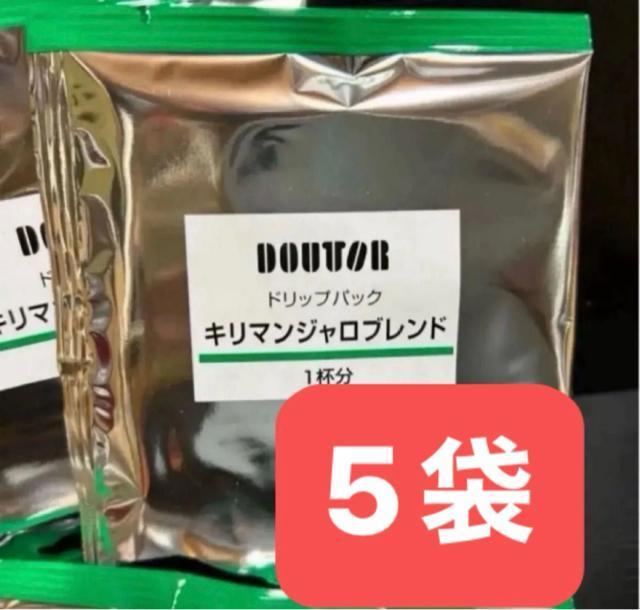 DOUTOR
ドリップパック
キリマンジャロブレンド
1杯分
5袋